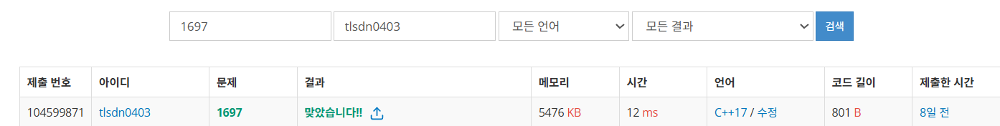 1697 tlsdn0403 모든 언어 모든 결과 검색
제출 번호 아이디 문제 결과 메모리 시간 언어 코드 길이 제출한 시간
104599871 tlsdn0403 1697 맞았습니다!! 5476 KB 12 ms C++17 / 수정 801 B 8일 전